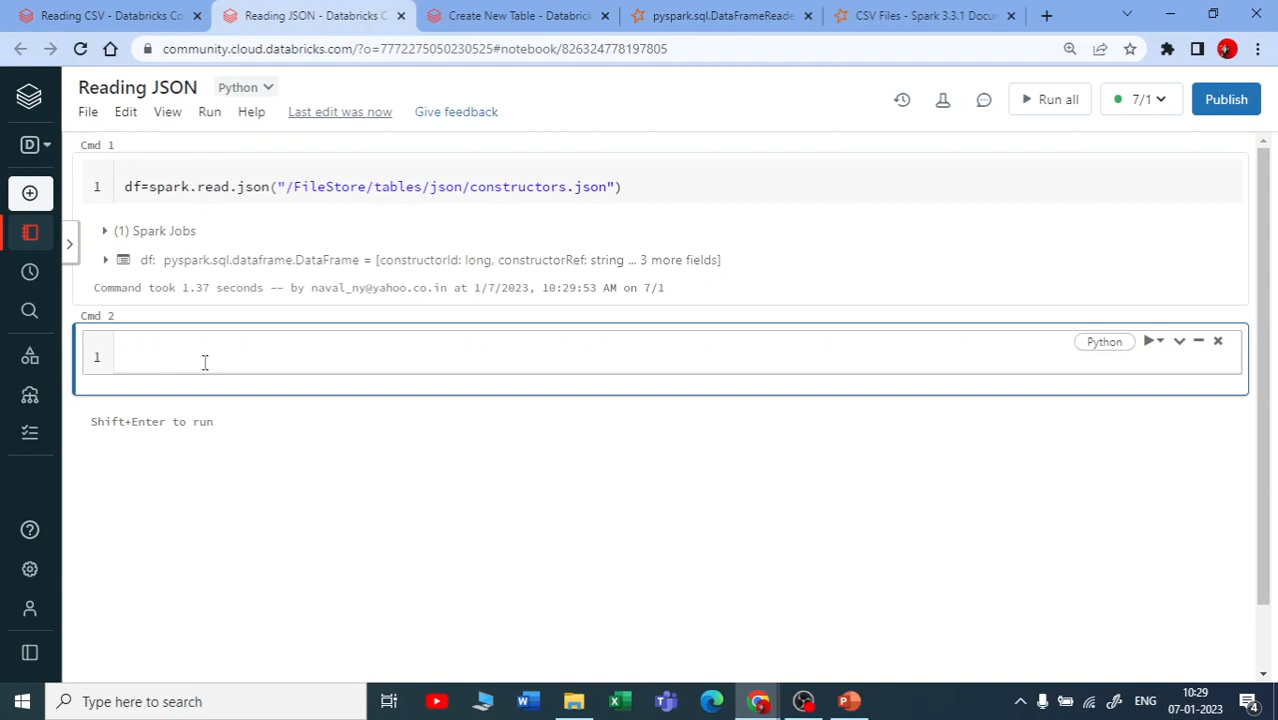 Reading CSV - Databricks Co
Reading JSON - Databricks C
Create New Table - Databrick
pyspark.sql.DataFrameReade
CSV Files - Spark 3.3.1 Docum
community.cloud.databricks.com/?o=7772275050230525#notebook/826324778197805
Reading JSON
Python
File
Edit
View
Run
Help
Last edit was now
Give feedback
Run all
7/1
Publish
D
Cmd 1
1
df=spark.read.json("/FileStore/tables/json/constructors.json")
(1) Spark Jobs
df: pyspark.sql.dataframe.DataFrame = [constructorId: long, constructorRef: string ... 3 more fields]
Command took 1.37 seconds -- by naval_ny@yahoo.co.in at 1/7/2023, 10:29:53 AM on 7/1
Cmd 2
1
Python
Shift+Enter to run
Type here to search
ENG
10:29
07-01-2023
4